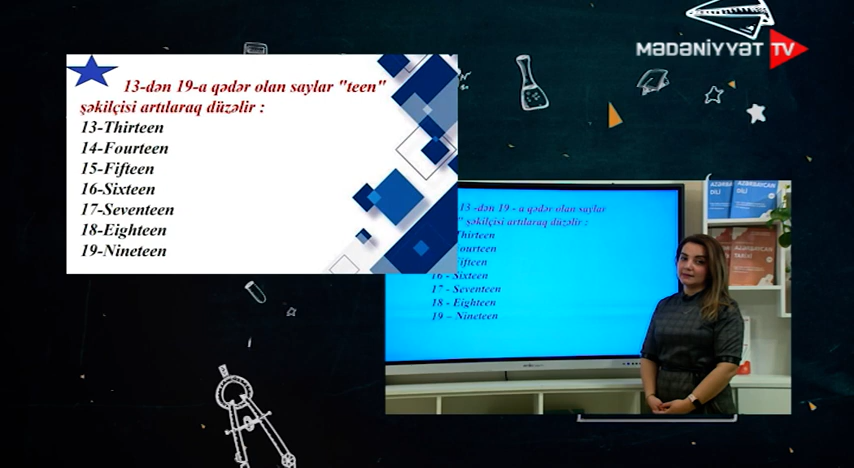 MƏDƏNİYYƏT TV
13-dən 19-a qədər olan saylar "teen"
şəkilçisi artılaraq düzəlir :
13-Thirteen
14-Fourteen
15-Fifteen
16-Sixteen
17-Seventeen
18-Eighteen
19-Nineteen
13 -dən 19 - a qədər olan saylar
" şəkilçisi artılaraq düzəlir :
Thirteen
ourteen
ifteen
16 - Sixteen
17 - Seventeen
18 - Eighteen
19 – Nineteen
AZƏRBAYCAN
DİLİ
AZƏRBAYCAN